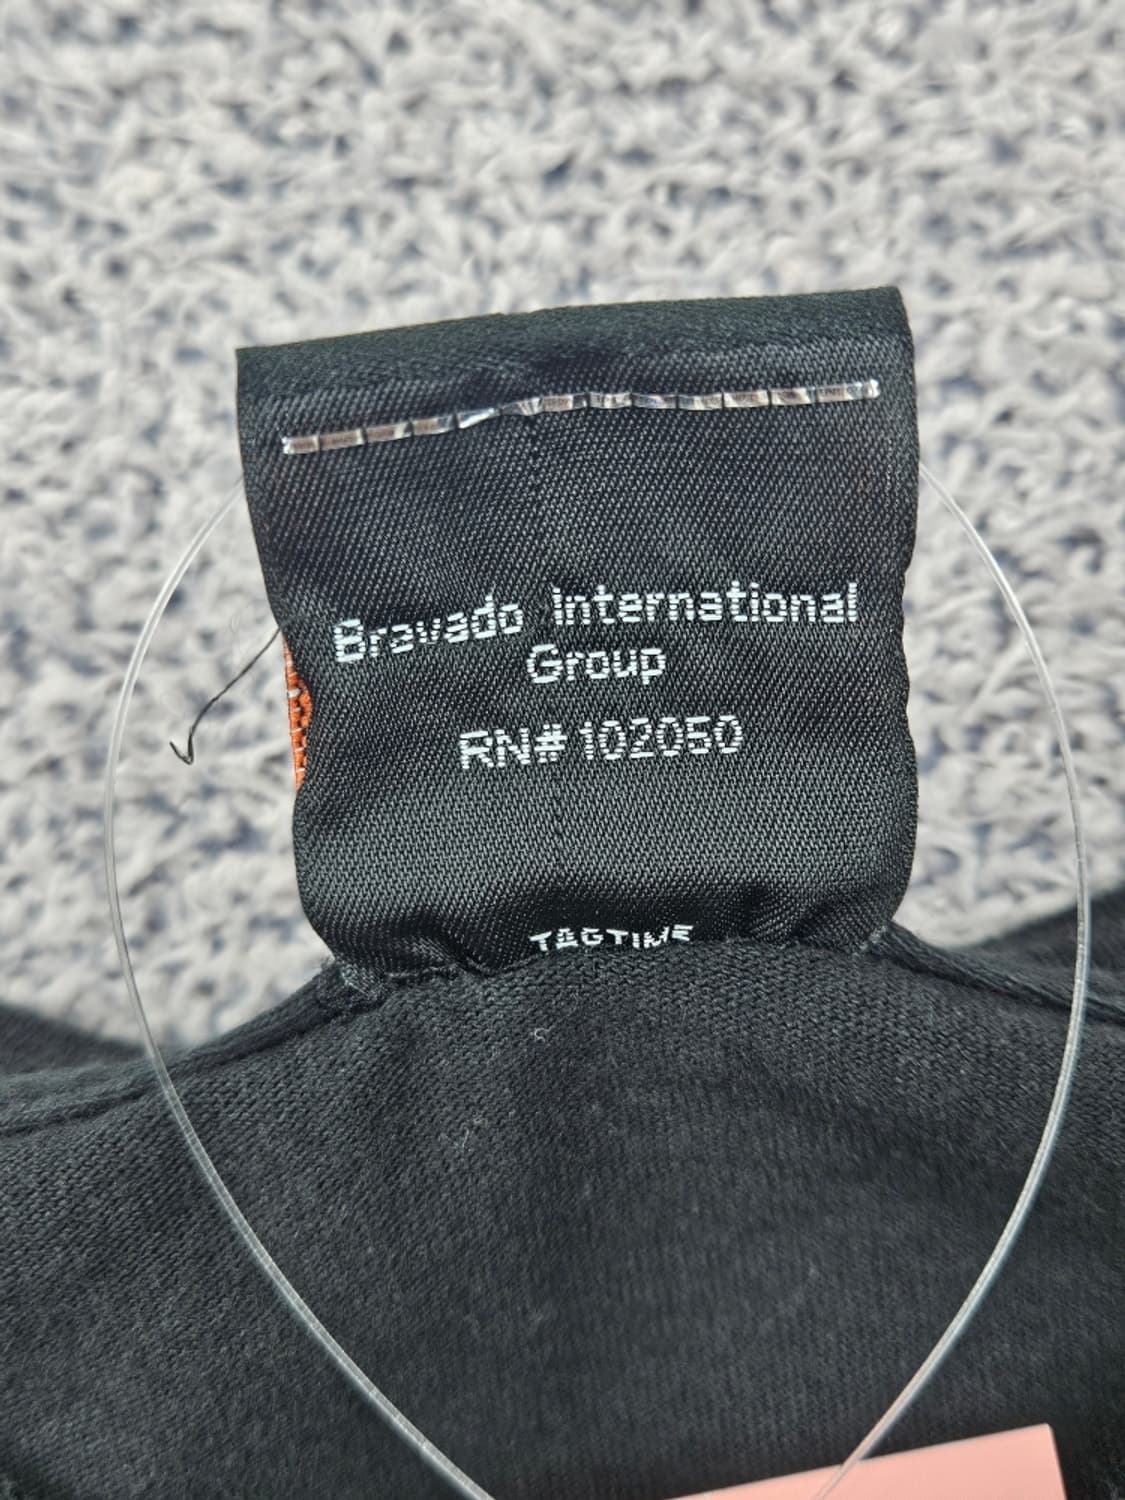 Bravado International
Group
RN# 102050
TAGTIME